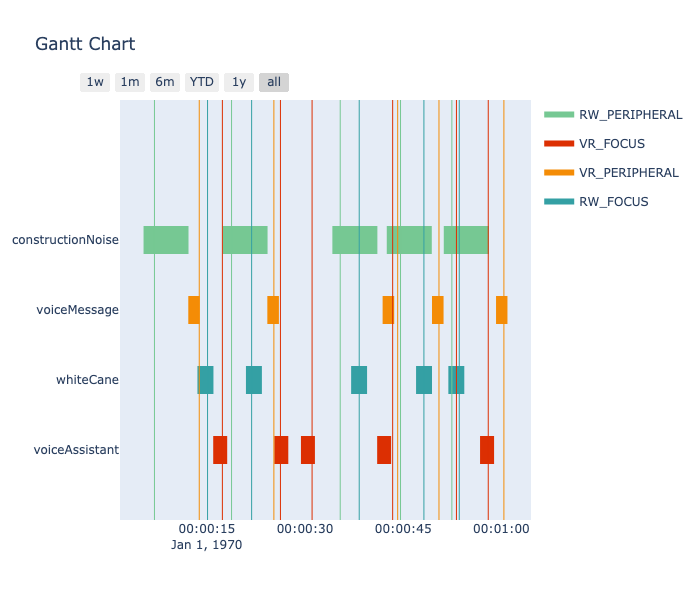 Gantt Chart
1w 1m 6m YTD 1y all
RW_PERIPHERAL
VR_FOCUS
VR_PERIPHERAL
RW_FOCUS
constructionNoise
voiceMessage
whiteCane
voiceAssistant
00:00:15 00:00:30 00:00:45 00:01:00
Jan 1, 1970